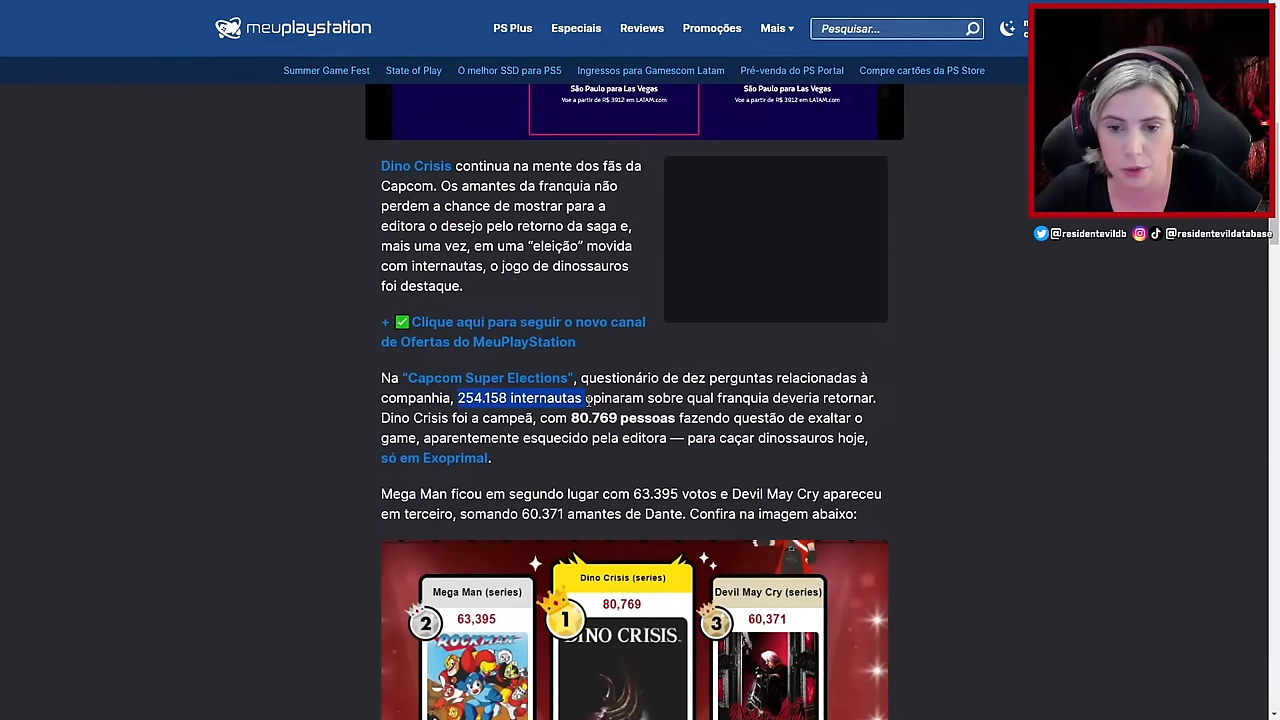 meuplaystation
PS Plus
Especiais
Reviews
Promoções
Mais
Pesquisar...
Summer Game Fest
State of Play
O melhor SSD para PS5
Ingressos para Gamescom Latam
Pré-venda do PS Portal
Compre cartões da PS Store
São Paulo para Las Vegas
Voe a partir de R$ 3912 em LATAM.com
São Paulo para Las Vegas
Voe a partir de R$ 3912 em LATAM.com
@residentevildb
@residentevildatabase
Dino Crisis continua na mente dos fãs da
Capcom. Os amantes da franquia não
perdem a chance de mostrar para a
editora o desejo pelo retorno da saga e,
mais uma vez, em uma “eleição” movida
com internautas, o jogo de dinossauros
foi destaque.
+ ✅ Clique aqui para seguir o novo canal
de Ofertas do MeuPlayStation
Na “Capcom Super Elections”, questionário de dez perguntas relacionadas à
companhia, 254.158 internautas opinaram sobre qual franquia deveria retornar.
Dino Crisis foi a campeã, com 80.769 pessoas fazendo questão de exaltar o
game, aparentemente esquecido pela editora — para caçar dinossauros hoje,
só em Exoprimal.
Mega Man ficou em segundo lugar com 63.395 votos e Devil May Cry apareceu
em terceiro, somando 60.371 amantes de Dante. Confira na imagem abaixo:
Mega Man (series)
2
63,395
ROCKMAN
Dino Crisis (series)
80,769
1
DINO CRISIS
Devil May Cry (series)
3
60,371